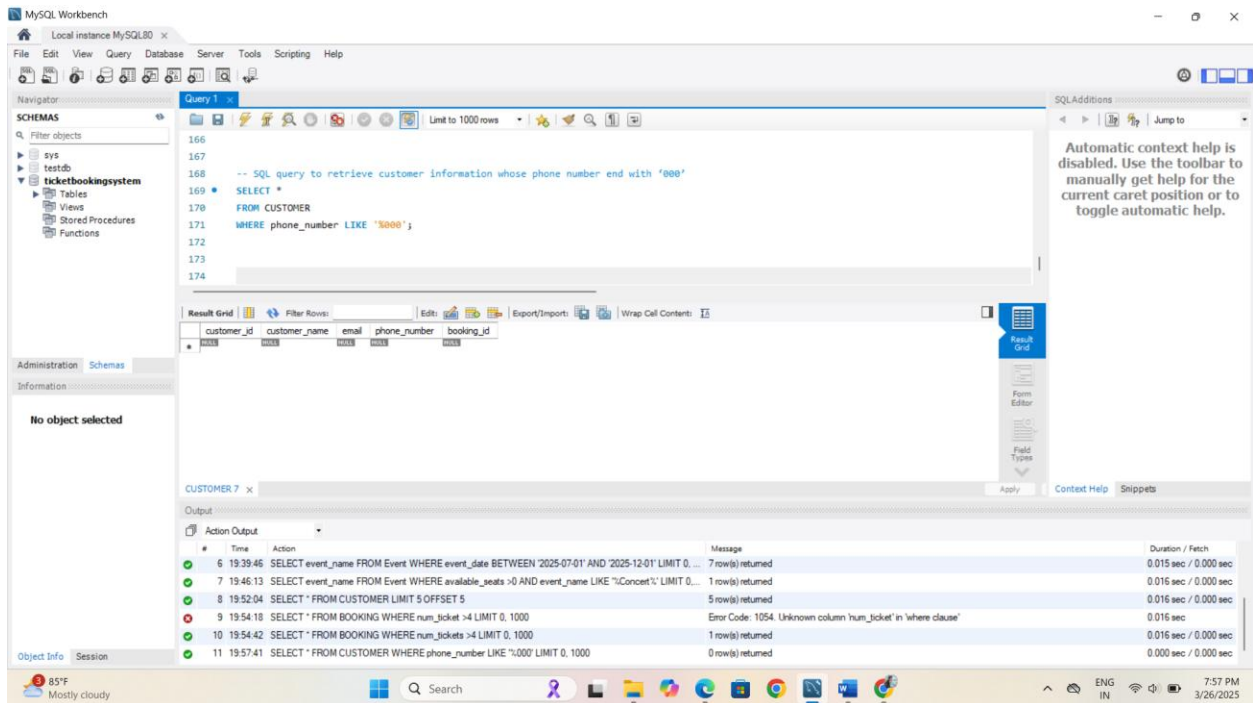 MySQL Workbench
Local instance MySQL80
File Edit View Query Database Server Tools Scripting Help
Navigator
SCHEMAS
Filter objects
sys
testdb
ticketbookingsystem
Tables
Views
Stored Procedures
Functions
Administration Schemas
Information
No object selected
Object Info Session
Query 1
Limit to 1000 rows
166
167
168 -- SQL query to retrieve customer information whose phone number end with ‘000’
169 SELECT *
170 FROM CUSTOMER
171 WHERE phone_number LIKE '%000';
172
173
174
Result Grid Filter Rows: Edit: Export/Import: Wrap Cell Content:
customer_id customer_name email phone_number booking_id
NULL NULL NULL NULL NULL
Result Grid
Form Editor
Field Types
CUSTOMER 7
Apply
SQLAdditions
Jump to
Automatic context help is
disabled. Use the toolbar to
manually get help for the
current caret position or to
toggle automatic help.
Context Help Snippets
Output
Action Output
# Time Action Message Duration / Fetch
6 19:39:46 SELECT event_name FROM Event WHERE event_date BETWEEN '2025-07-01' AND '2025-12-01' LIMIT 0, ... 7 row(s) returned 0.015 sec / 0.000 sec
7 19:46:13 SELECT event_name FROM Event WHERE available_seats >0 AND event_name LIKE '%Concert%' LIMIT 0,... 1 row(s) returned 0.000 sec / 0.000 sec
8 19:52:04 SELECT * FROM CUSTOMER LIMIT 5 OFFSET 5 5 row(s) returned 0.016 sec / 0.000 sec
9 19:54:18 SELECT * FROM BOOKING WHERE num_ticket >4 LIMIT 0, 1000 Error Code: 1054. Unknown column 'num_ticket' in 'where clause' 0.016 sec
10 19:54:42 SELECT * FROM BOOKING WHERE num_tickets >4 LIMIT 0, 1000 1 row(s) returned 0.016 sec / 0.000 sec
11 19:57:41 SELECT * FROM CUSTOMER WHERE phone_number LIKE '%000' LIMIT 0, 1000 0 row(s) returned 0.000 sec / 0.000 sec
3
85°F
Mostly cloudy
Search
ENG
IN
7:57 PM
3/26/2025